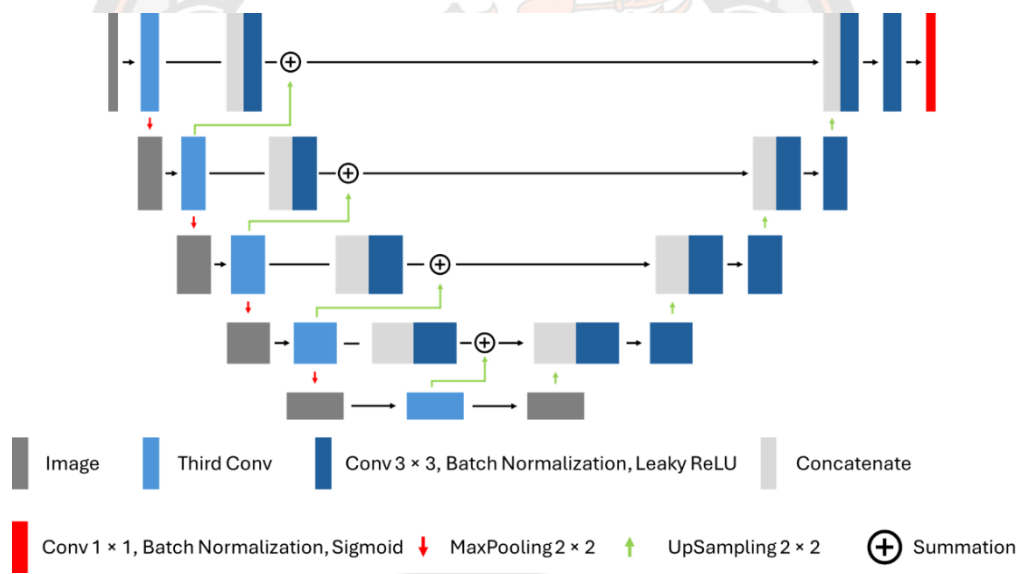 Image
Third Conv
Conv 3 × 3, Batch Normalization, Leaky ReLU
Concatenate
Conv 1 × 1, Batch Normalization, Sigmoid
MaxPooling 2 × 2
UpSampling 2 × 2
Summation